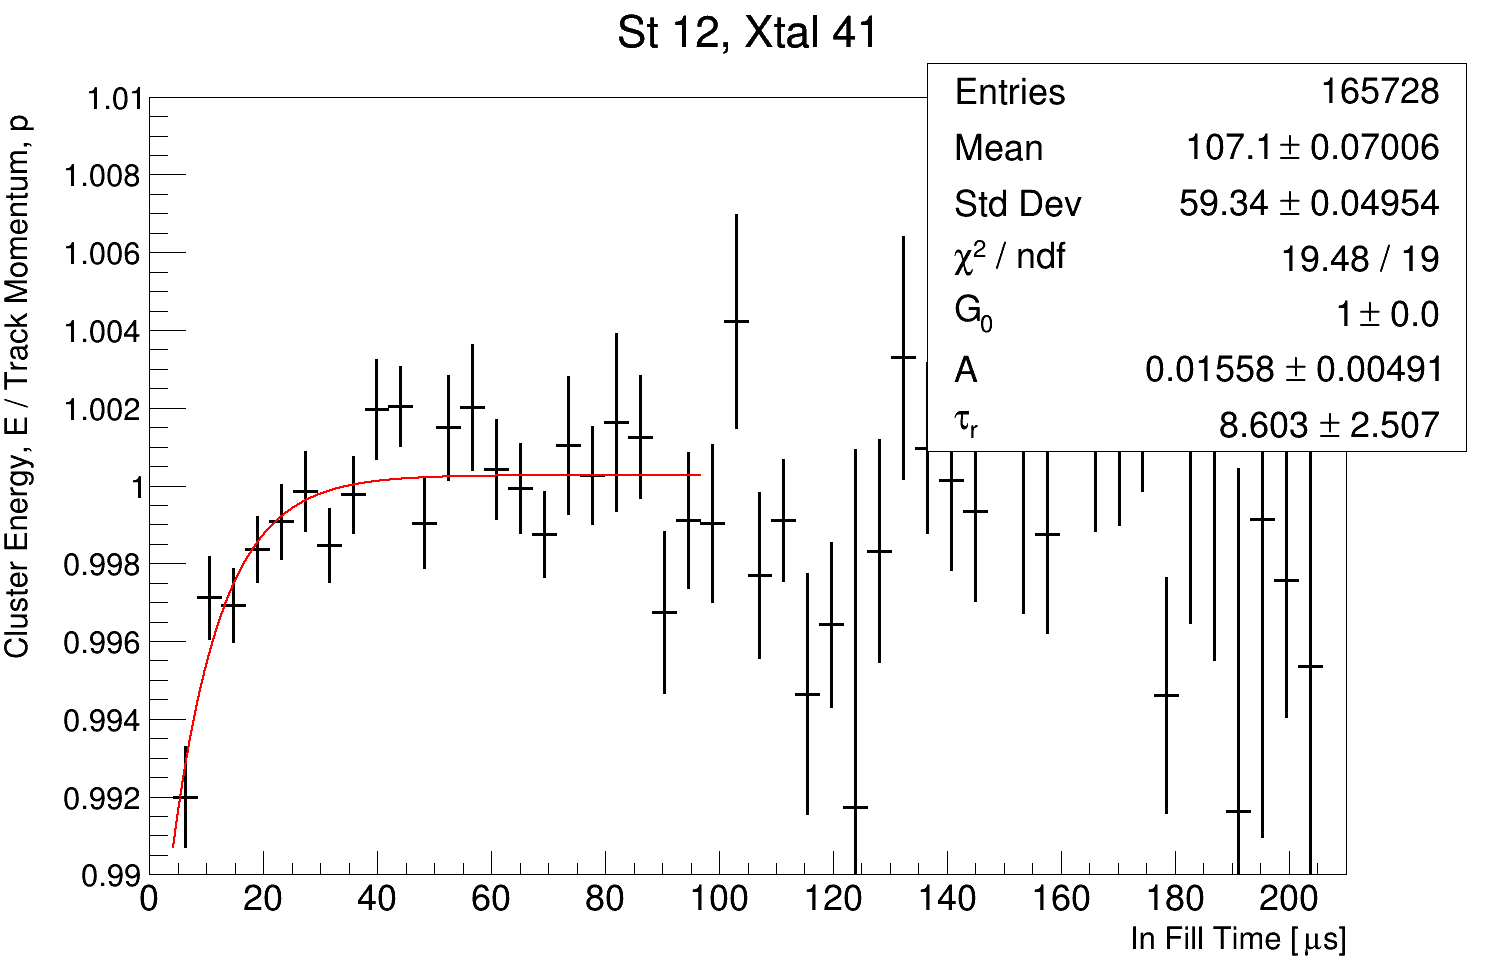 St 12, Xtal 41
Entries 165728
Mean 107.1 ± 0.07006
Std Dev 59.34 ± 0.04954
χ² / ndf 19.48 / 19
G₀ 1 ± 0.0
A 0.01558 ± 0.00491
τᵣ 8.603 ± 2.507
Cluster Energy, E / Track Momentum, p
1.01
1.008
1.006
1.004
1.002
1
0.998
0.996
0.994
0.992
0.99
0 20 40 60 80 100 120 140 160 180 200
In Fill Time [μs]